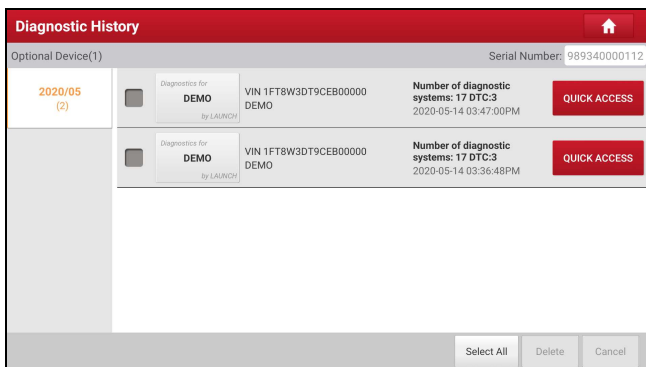 Diagnostic History
Optional Device(1)
Serial Number: 989340000112
2020/05
(2)
Diagnostics for
DEMO
by LAUNCH
VIN 1FT8W3DT9CEB00000
DEMO
Number of diagnostic
systems: 17 DTC:3
2020-05-14 03:47:00PM
QUICK ACCESS
Diagnostics for
DEMO
by LAUNCH
VIN 1FT8W3DT9CEB00000
DEMO
Number of diagnostic
systems: 17 DTC:3
2020-05-14 03:36:48PM
QUICK ACCESS
Select All
Delete
Cancel